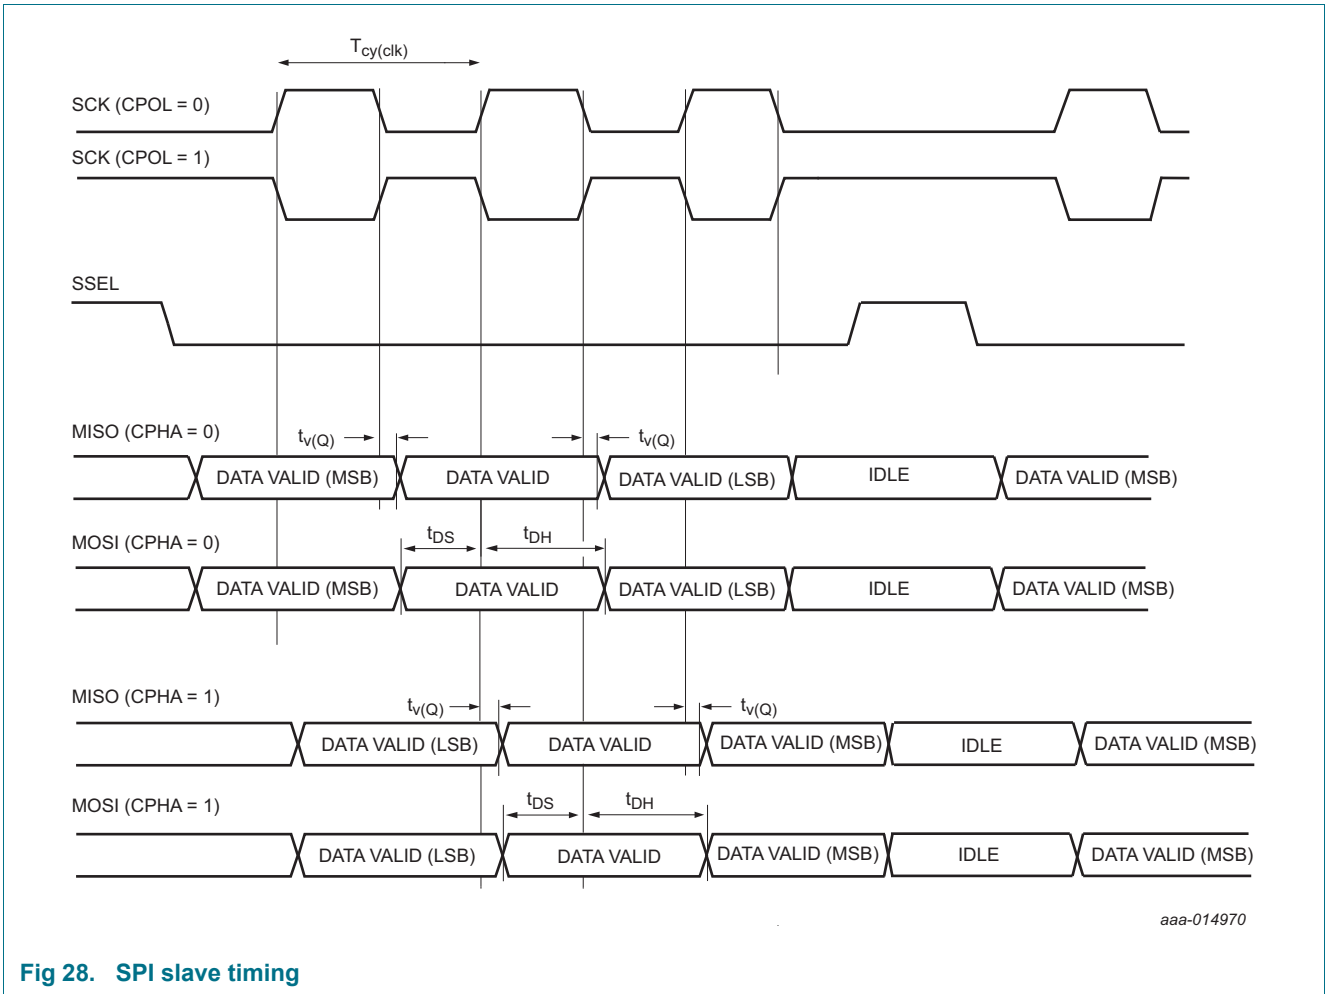 Tcy(clk)
SCK (CPOL = 0)
SCK (CPOL = 1)
SSEL
MISO (CPHA = 0)
tv(Q) tv(Q)
DATA VALID (MSB) DATA VALID DATA VALID (LSB) IDLE DATA VALID (MSB)
MOSI (CPHA = 0)
tDS tDH
DATA VALID (MSB) DATA VALID DATA VALID (LSB) IDLE DATA VALID (MSB)
MISO (CPHA = 1)
tv(Q) tv(Q)
DATA VALID (LSB) DATA VALID DATA VALID (MSB) IDLE DATA VALID (MSB)
MOSI (CPHA = 1)
tDS tDH
DATA VALID (LSB) DATA VALID DATA VALID (MSB) IDLE DATA VALID (MSB)
aaa-014970
Fig 28. SPI slave timing